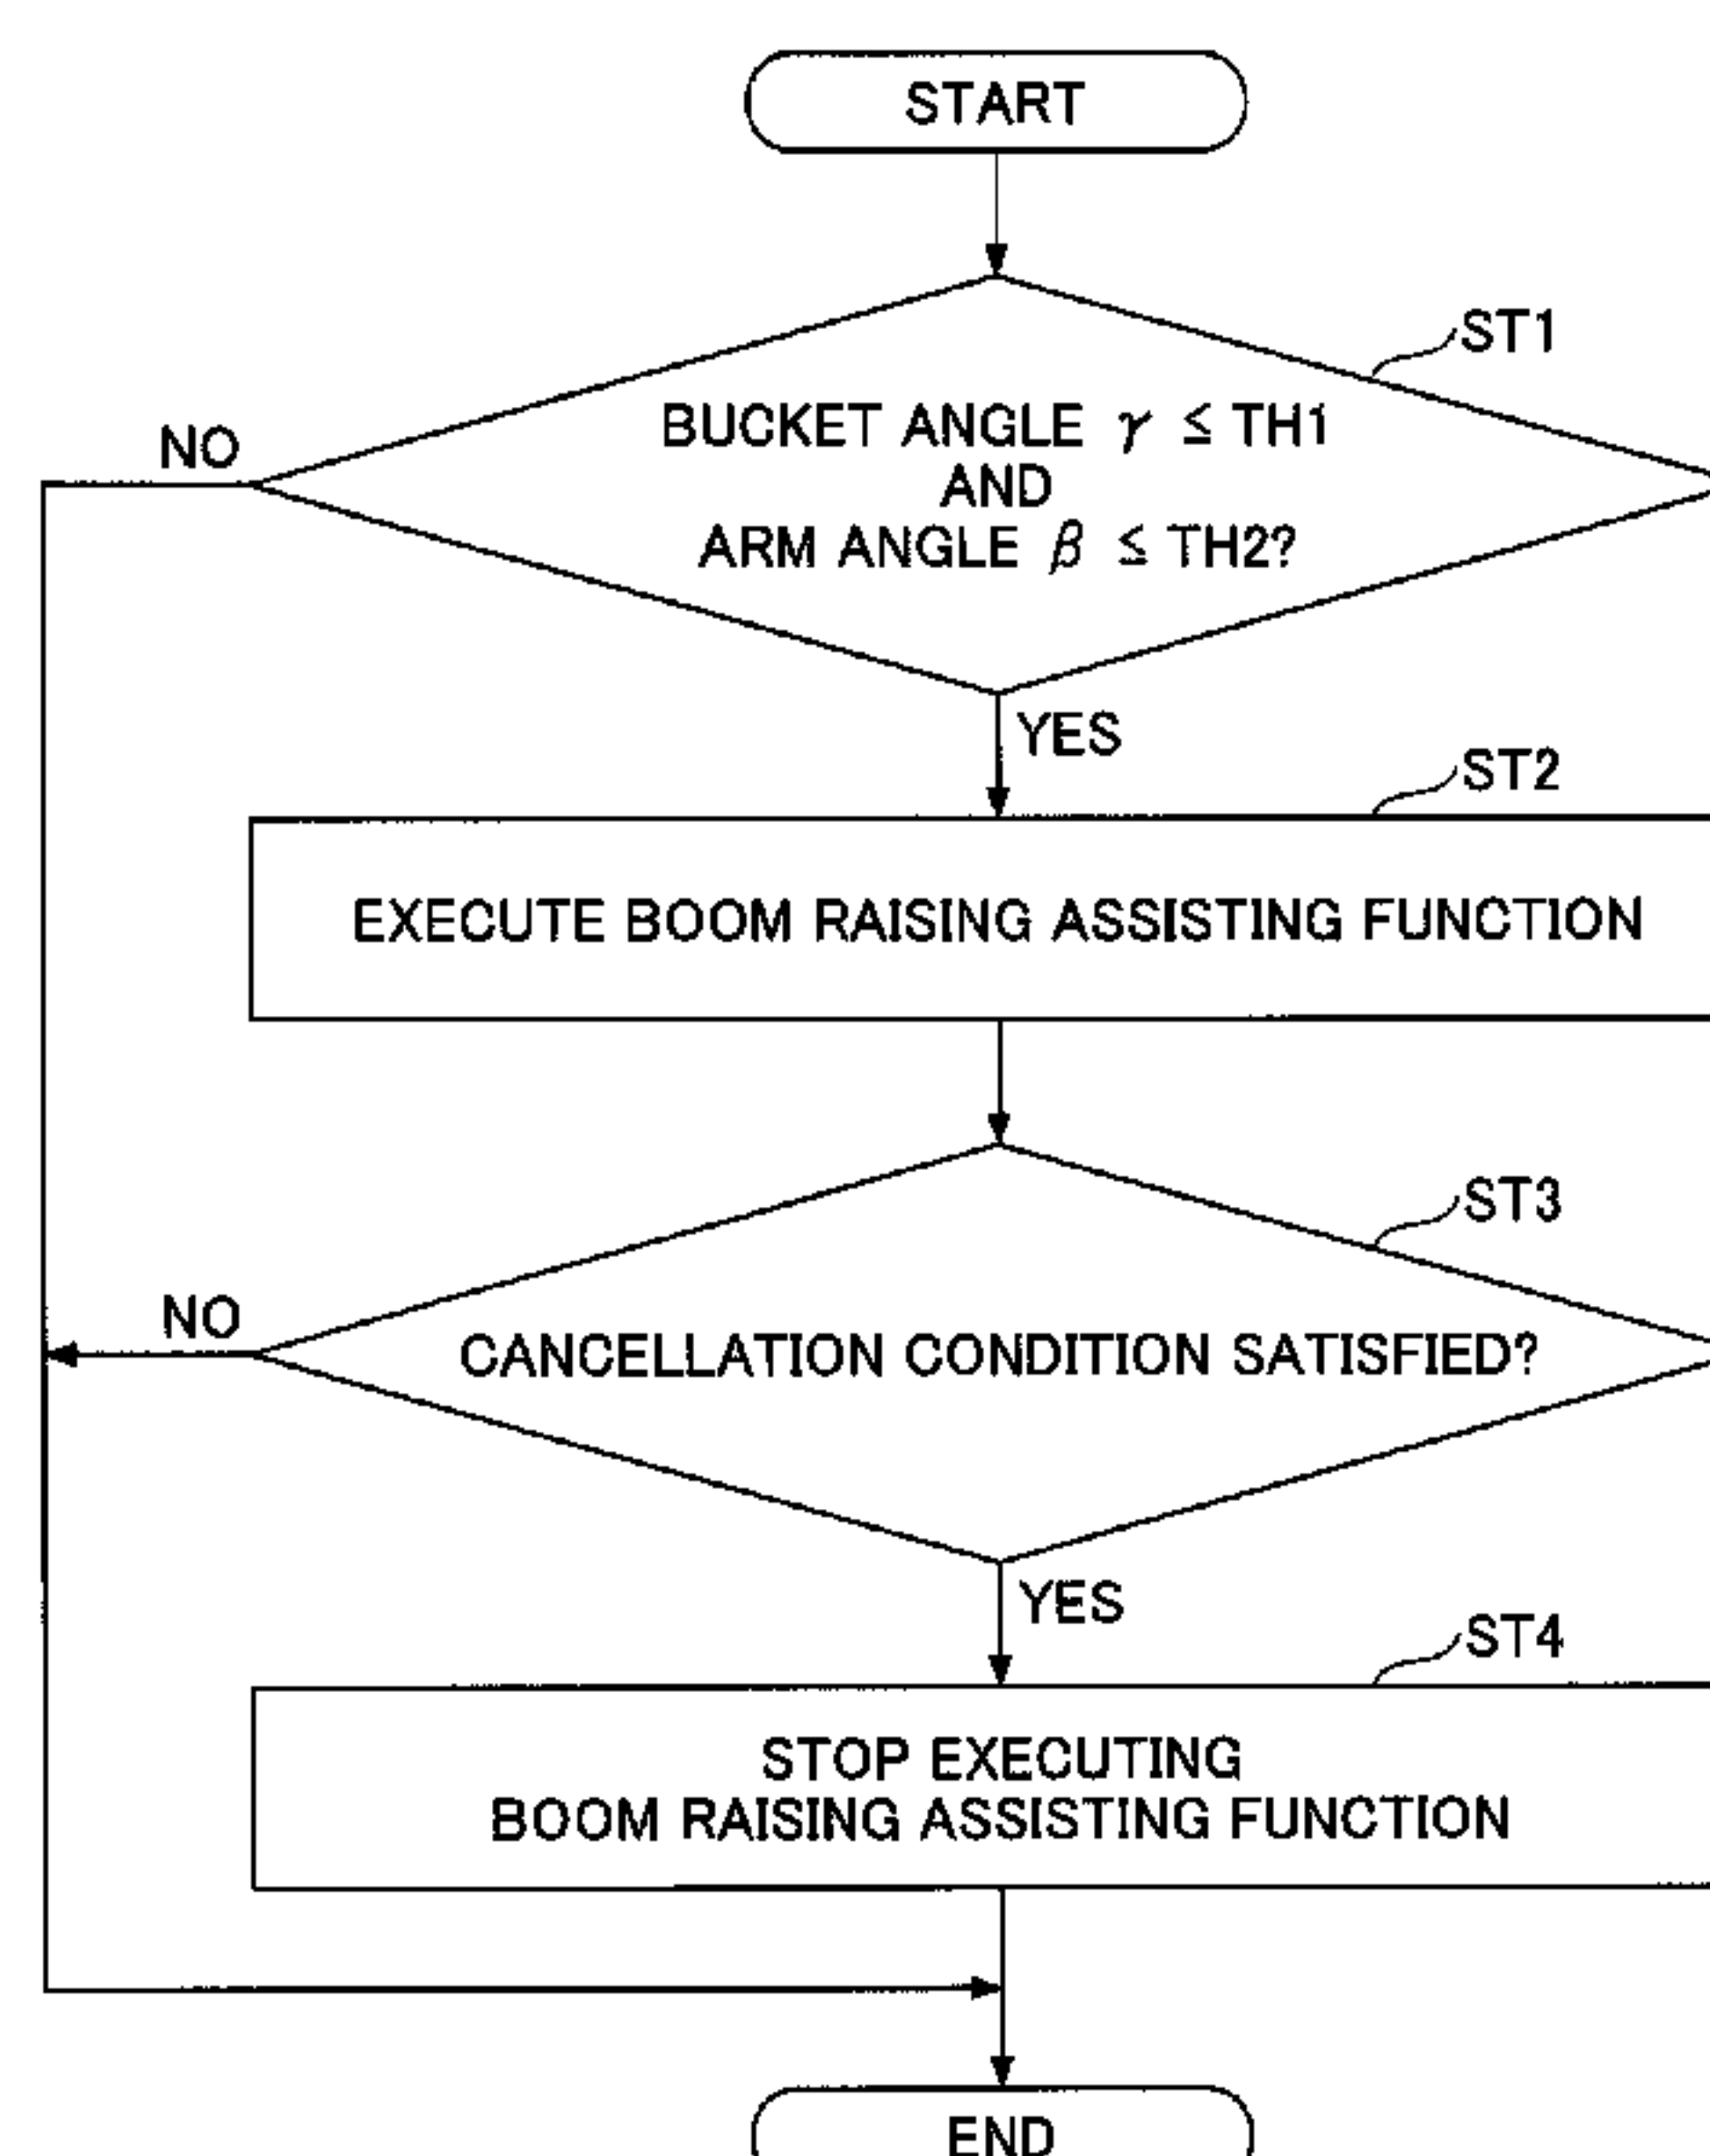 START
ST1
BUCKET ANGLE γ ≦ TH1
AND
ARM ANGLE β ≦ TH2?
NO
YES
ST2
EXECUTE BOOM RAISING ASSISTING FUNCTION
ST3
NO
CANCELLATION CONDITION SATISFIED?
YES
ST4
STOP EXECUTING
BOOM RAISING ASSISTING FUNCTION
END